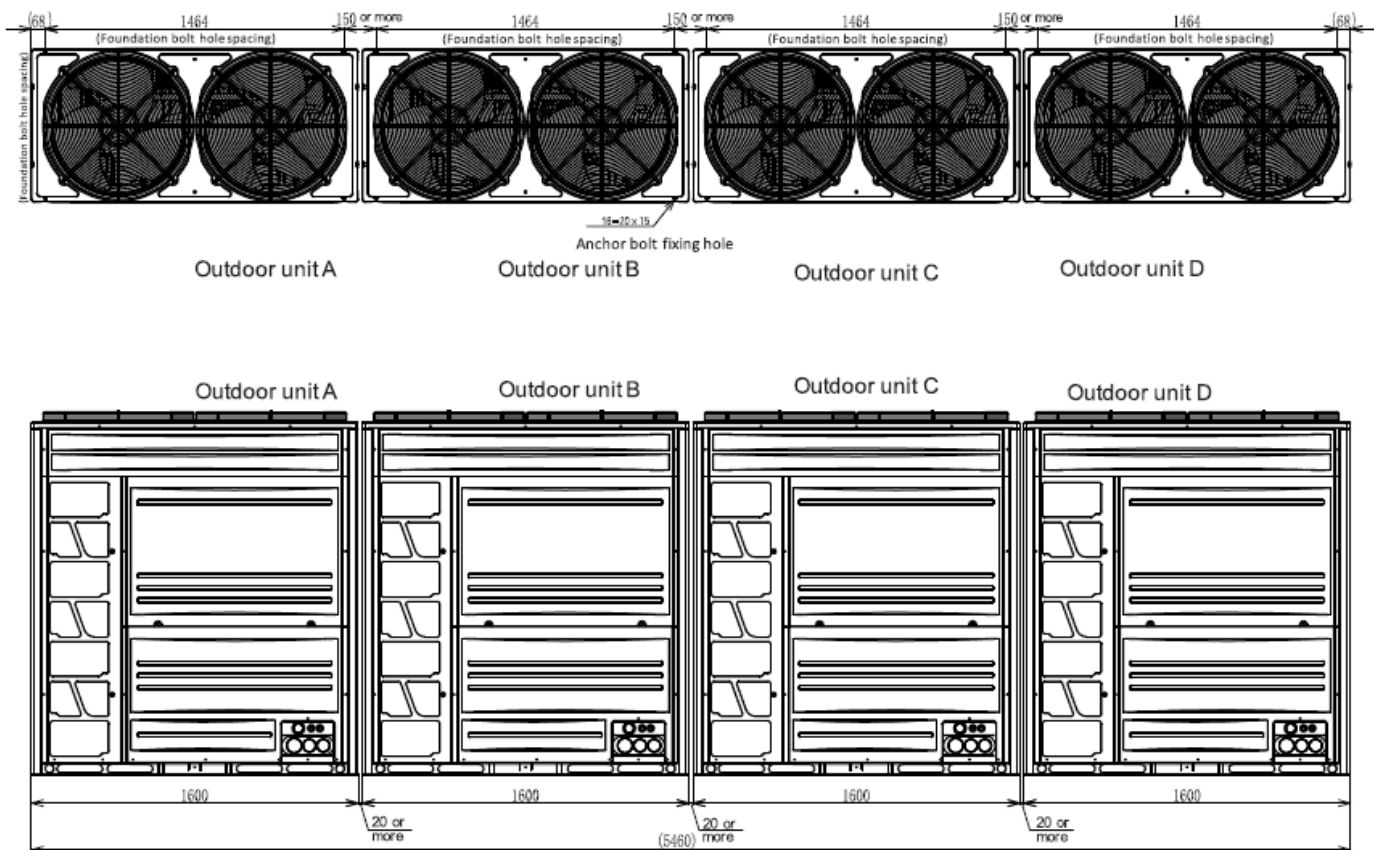 (68) 1464 150 or more 1464 150 or more 1464 150 or more 1464 (68)
(Foundation bolt hole spacing) (Foundation bolt hole spacing) (Foundation bolt hole spacing) (Foundation bolt hole spacing)
(Foundation bolt hole spacing)
16-20×15
Anchor bolt fixing hole
Outdoor unit A Outdoor unit B Outdoor unit C Outdoor unit D
Outdoor unit A Outdoor unit B Outdoor unit C Outdoor unit D
1600 1600 1600 1600
20 or 20 or 20 or
more more more
(5460)